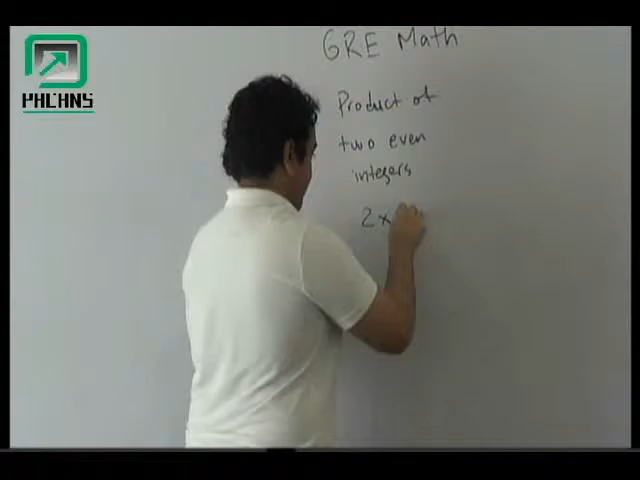 GRE Math
PHCHNS
Product of
two even
integers
2x